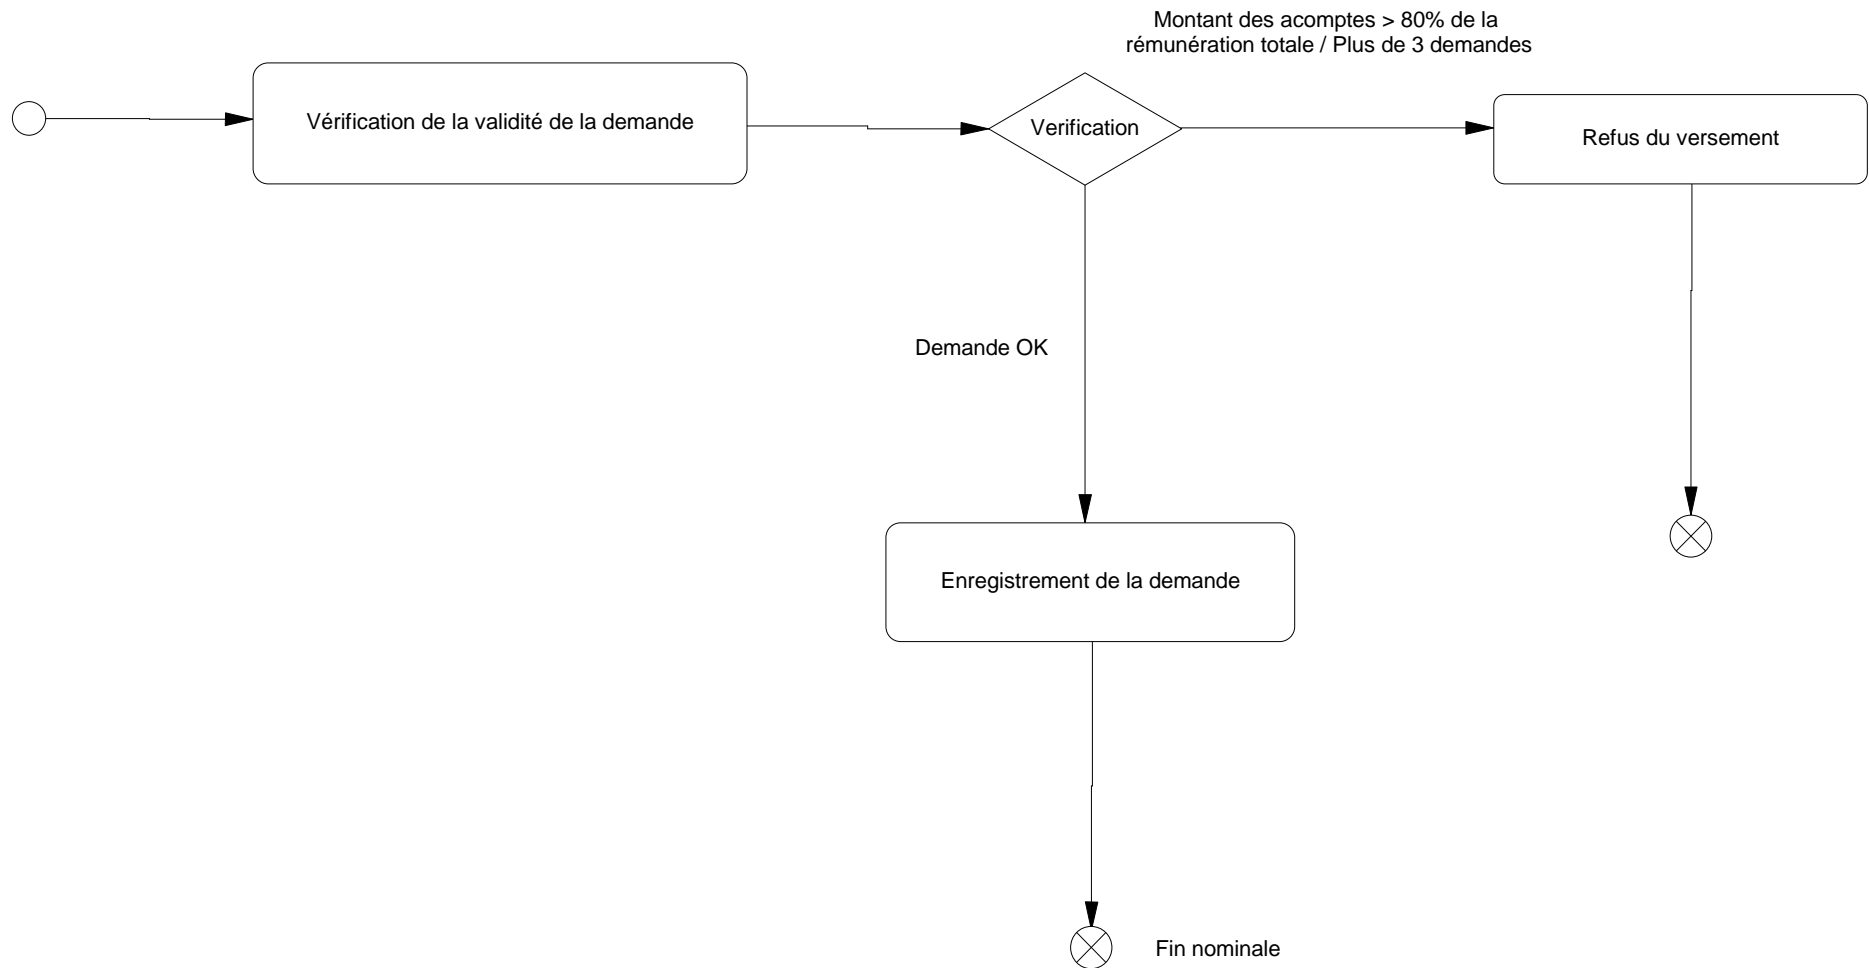 Montant des acomptes > 80% de la
rémunération totale / Plus de 3 demandes
Vérification de la validité de la demande
Verification
Refus du versement
Demande OK
Enregistrement de la demande
Fin nominale